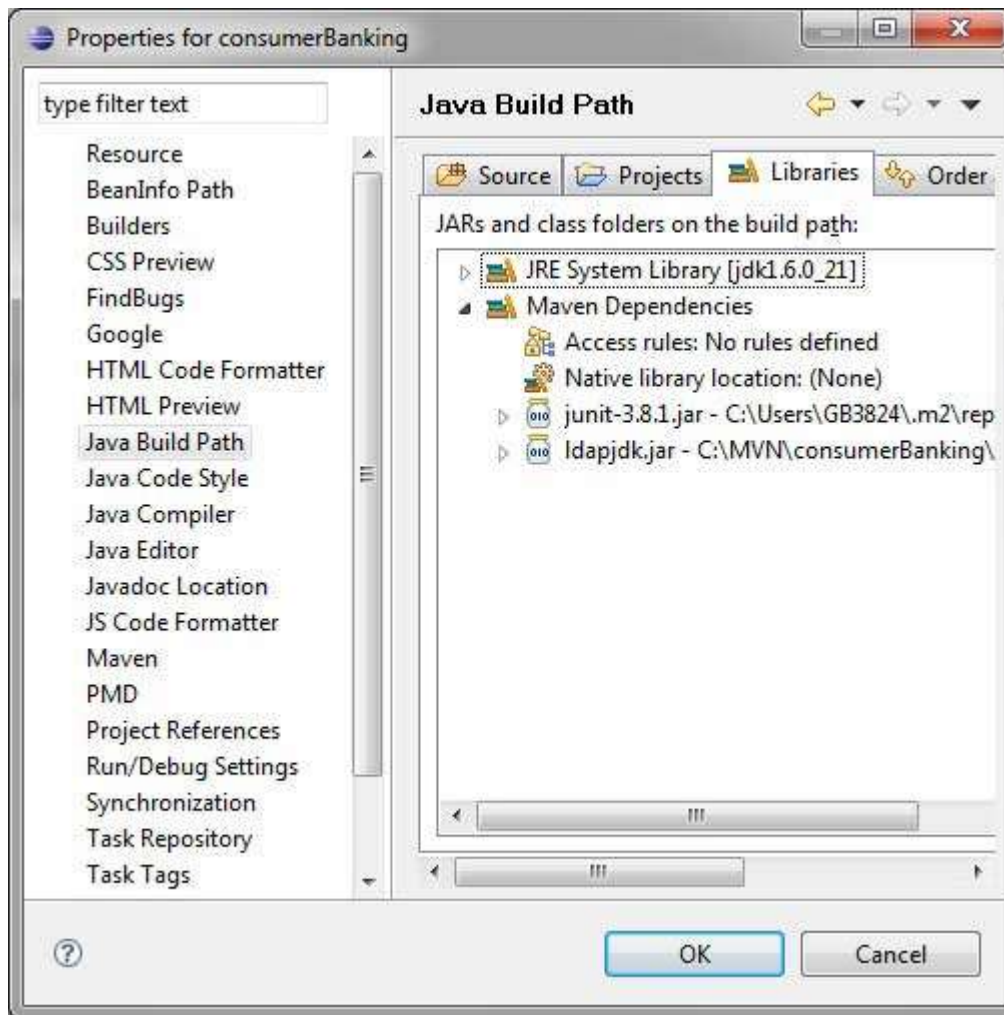 Properties for consumerBanking
type filter text
Resource
BeanInfo Path
Builders
CSS Preview
FindBugs
Google
HTML Code Formatter
HTML Preview
Java Build Path
Java Code Style
Java Compiler
Java Editor
Javadoc Location
JS Code Formatter
Maven
PMD
Project References
Run/Debug Settings
Synchronization
Task Repository
Task Tags
Java Build Path
Source Projects Libraries Order
JARs and class folders on the build path:
JRE System Library [jdk1.6.0_21]
Maven Dependencies
Access rules: No rules defined
Native library location: (None)
junit-3.8.1.jar - C:\Users\GB3824\.m2\rep
ldapjdk.jar - C:\MVN\consumerBanking\
OK Cancel